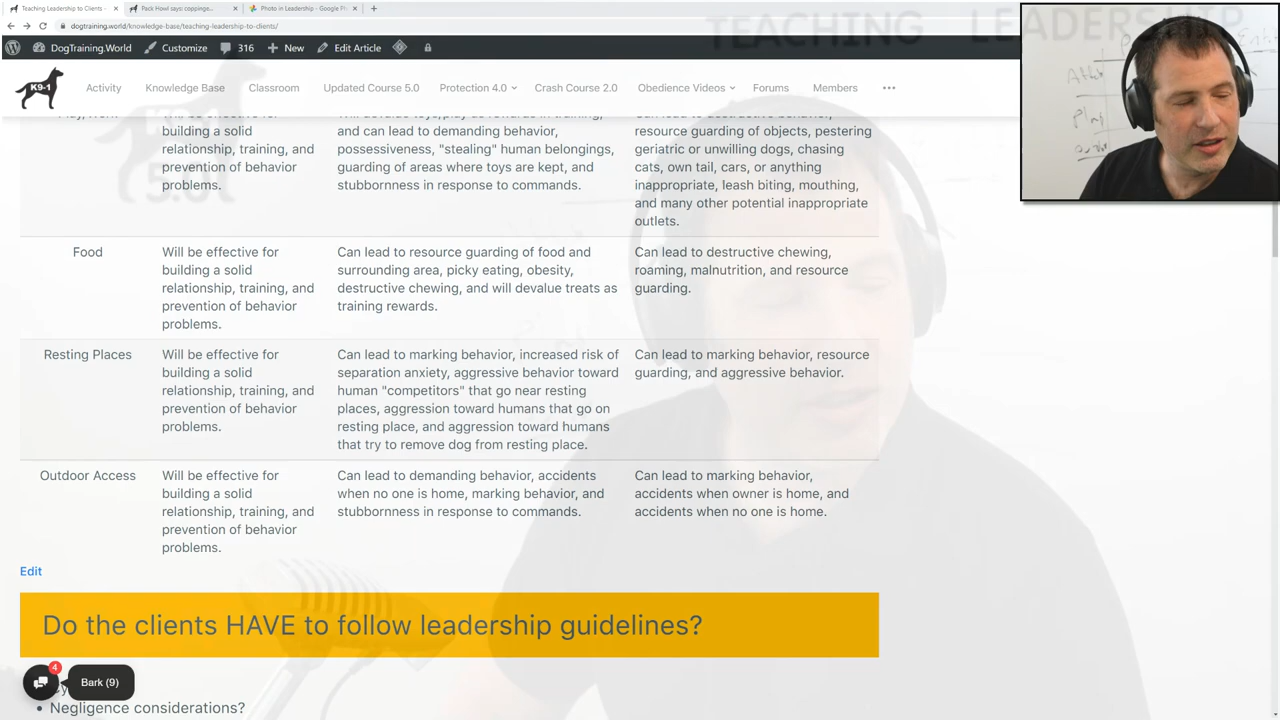 Teaching Leadership to Clients -
Pack Howl says: coppinge...
Photo in Leadership - Google Ph
dogtraining.world/knowledge-base/teaching-leadership-to-clients/
DogTraining.World
Customize
316
New
Edit Article
TEACHING LEADERSHIP
K9-1
Activity
Knowledge Base
Classroom
Updated Course 5.0
Protection 4.0
Crash Course 2.0
Obedience Videos
Forums
Members
building a solid
relationship, training, and
prevention of behavior
problems.
and can lead to demanding behavior,
possessiveness, "stealing" human belongings,
guarding of areas where toys are kept, and
stubbornness in response to commands.
resource guarding of objects, pestering
geriatric or unwilling dogs, chasing
cats, own tail, cars, or anything
inappropriate, leash biting, mouthing,
and many other potential inappropriate
outlets.
5.0
Food
Will be effective for
building a solid
relationship, training, and
prevention of behavior
problems.
Can lead to resource guarding of food and
surrounding area, picky eating, obesity,
destructive chewing, and will devalue treats as
training rewards.
Can lead to destructive chewing,
roaming, malnutrition, and resource
guarding.
Resting Places
Will be effective for
building a solid
relationship, training, and
prevention of behavior
problems.
Can lead to marking behavior, increased risk of
separation anxiety, aggressive behavior toward
human "competitors" that go near resting
places, aggression toward humans that go on
resting place, and aggression toward humans
that try to remove dog from resting place.
Can lead to marking behavior, resource
guarding, and aggressive behavior.
Outdoor Access
Will be effective for
building a solid
relationship, training, and
prevention of behavior
problems.
Can lead to demanding behavior, accidents
when no one is home, marking behavior, and
stubbornness in response to commands.
Can lead to marking behavior,
accidents when owner is home, and
accidents when no one is home.
Edit
Do the clients HAVE to follow leadership guidelines?
4
Bark (9)
Negligence considerations?